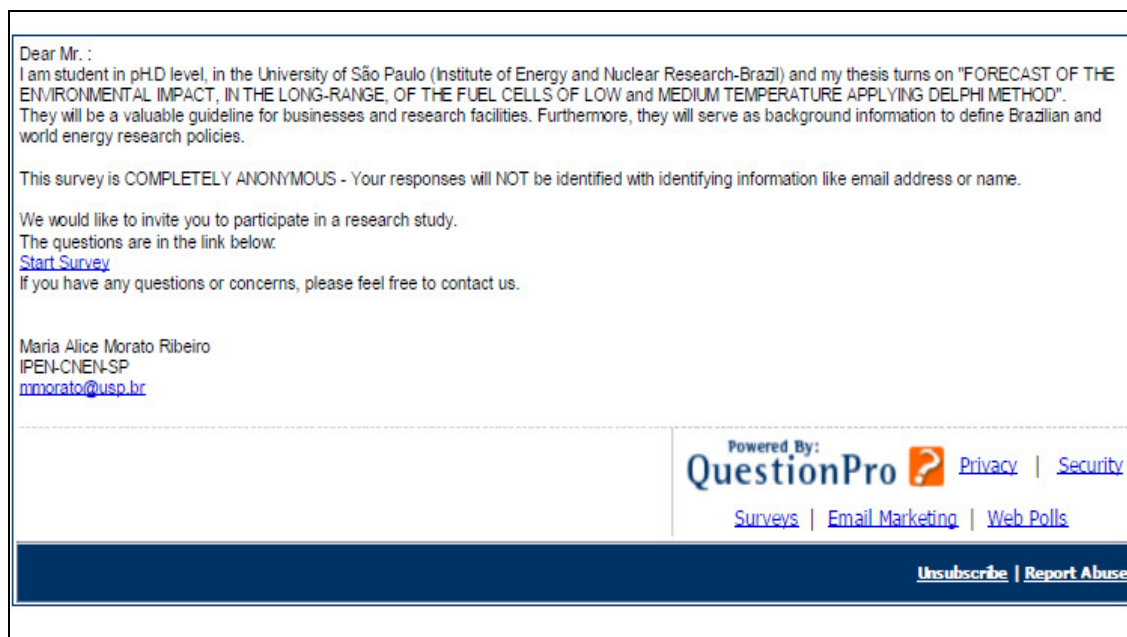 Dear Mr. :
I am student in pH.D level, in the University of São Paulo (Institute of Energy and Nuclear Research-Brazil) and my thesis turns on "FORECAST OF THE
ENVIRONMENTAL IMPACT, IN THE LONG-RANGE, OF THE FUEL CELLS OF LOW and MEDIUM TEMPERATURE APPLYING DELPHI METHOD".
They will be a valuable guideline for businesses and research facilities. Furthermore, they will serve as background information to define Brazilian and
world energy research policies.
This survey is COMPLETELY ANONYMOUS - Your responses will NOT be identified with identifying information like email address or name.
We would like to invite you to participate in a research study.
The questions are in the link below:
Start Survey
If you have any questions or concerns, please feel free to contact us.
Maria Alice Morato Ribeiro
IPEN-CNEN-SP
mmorato@usp.br
Powered By:
QuestionPro ? Privacy | Security
Surveys | Email Marketing | Web Polls
Unsubscribe | Report Abuse